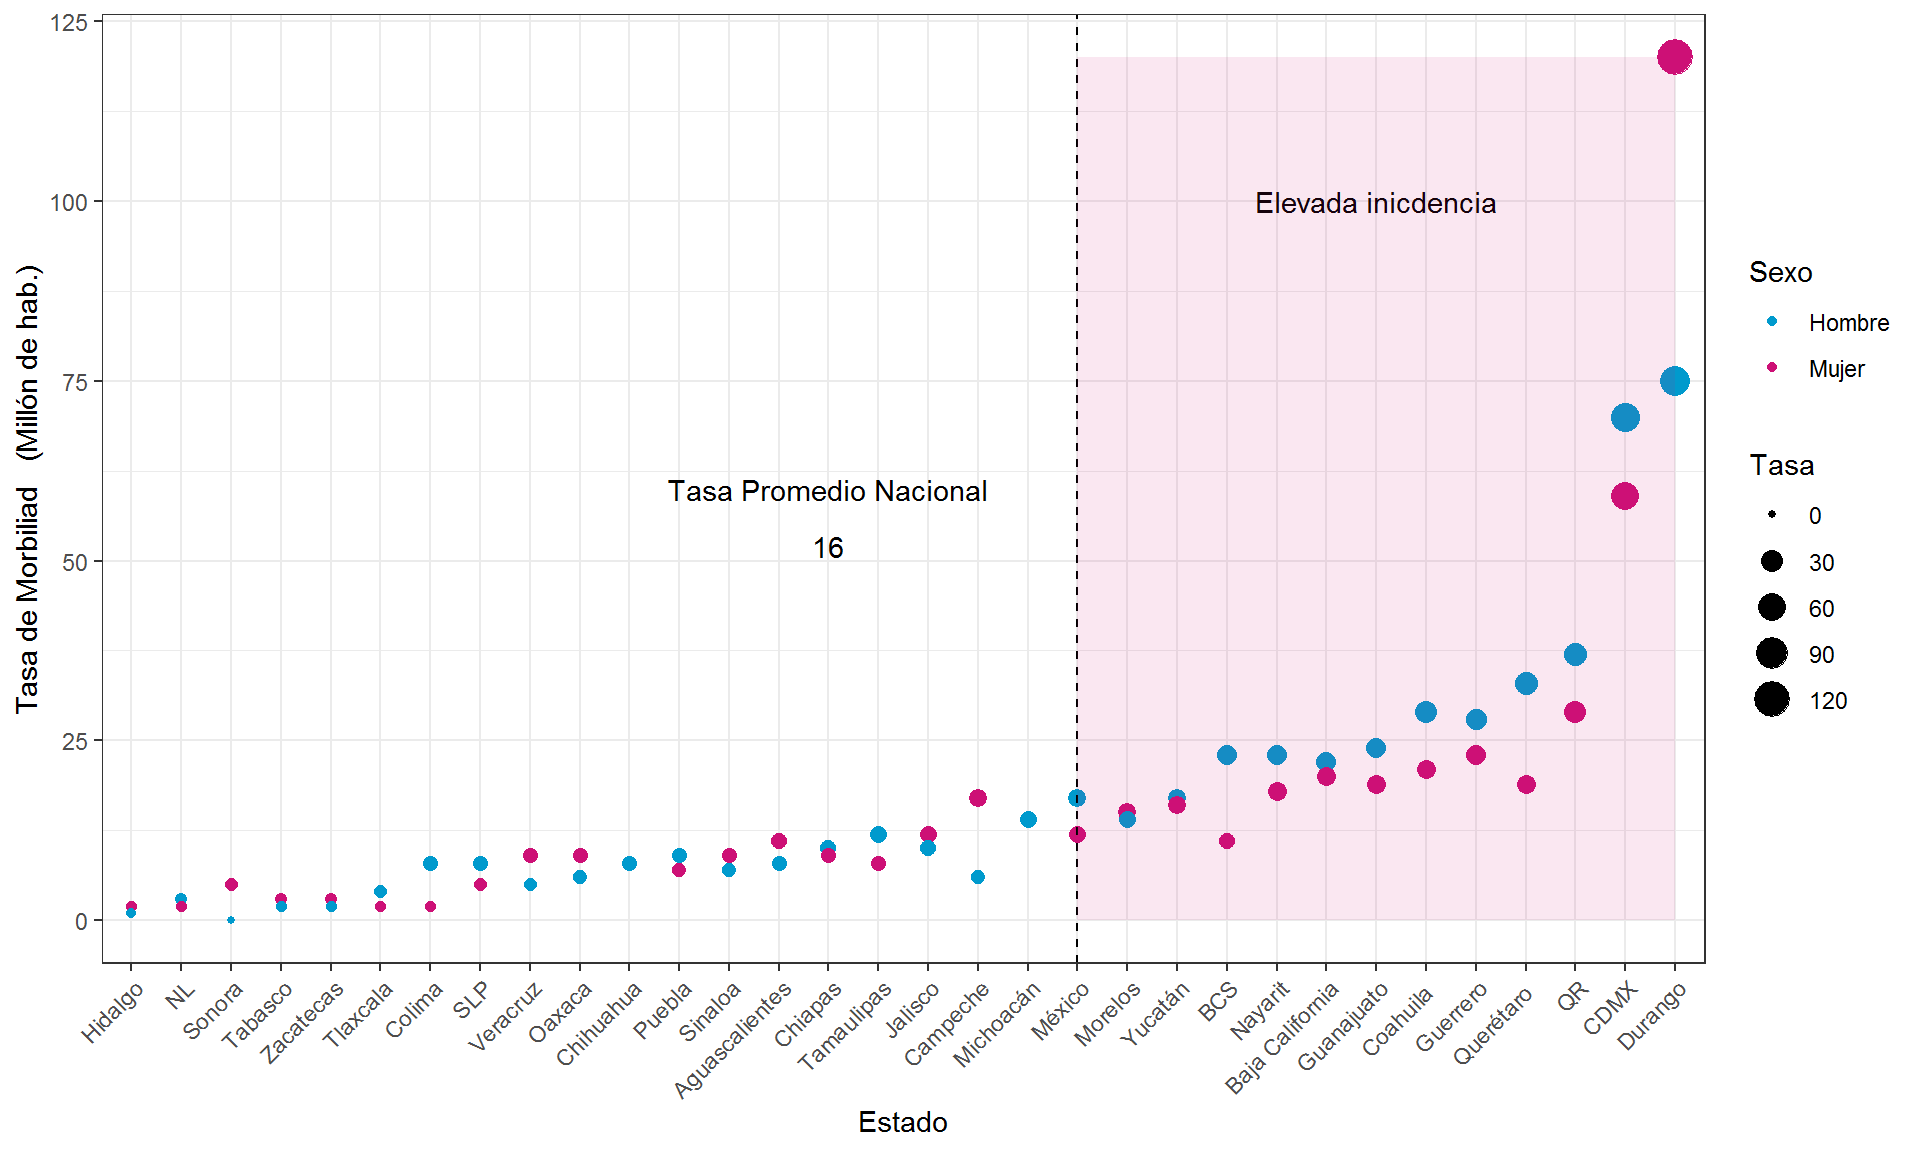 125
100
75
50
25
0
Tasa de Morbiliad (Millón de hab.)
Elevada inicdencia
Tasa Promedio Nacional
16
Hidalgo
NL
Sonora
Tabasco
Zacatecas
Tlaxcala
Colima
SLP
Veracruz
Oaxaca
Chihuahua
Puebla
Sinaloa
Aguascalientes
Chiapas
Tamaulipas
Jalisco
Campeche
Michoacán
México
Morelos
Yucatán
BCS
Nayarit
Baja California
Guanajuato
Coahuila
Guerrero
Querétaro
QR
CDMX
Durango
Estado
Sexo
Hombre
Mujer
Tasa
0
30
60
90
120